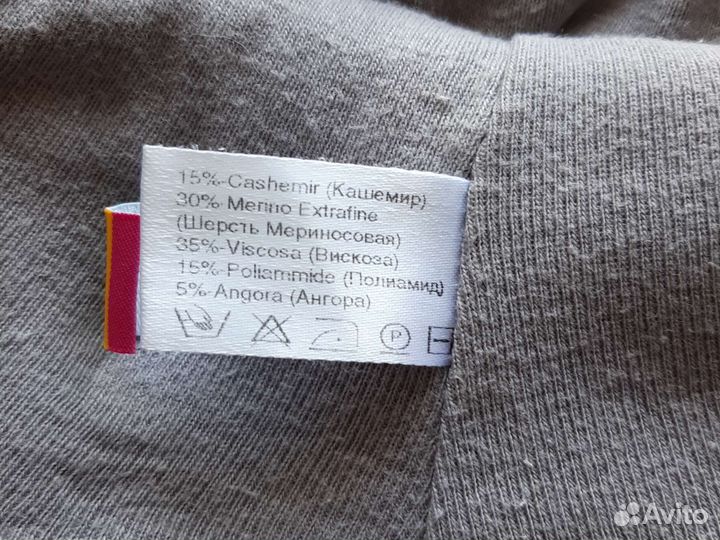 15%-Cashemir (Кашемир)
30%-Merino Extrafine
(Шерсть Мериносовая)
35%-Viscosa (Вискоза)
15%-Poliammide (Полиамид)
5%-Angora (Ангора)
P
Avito